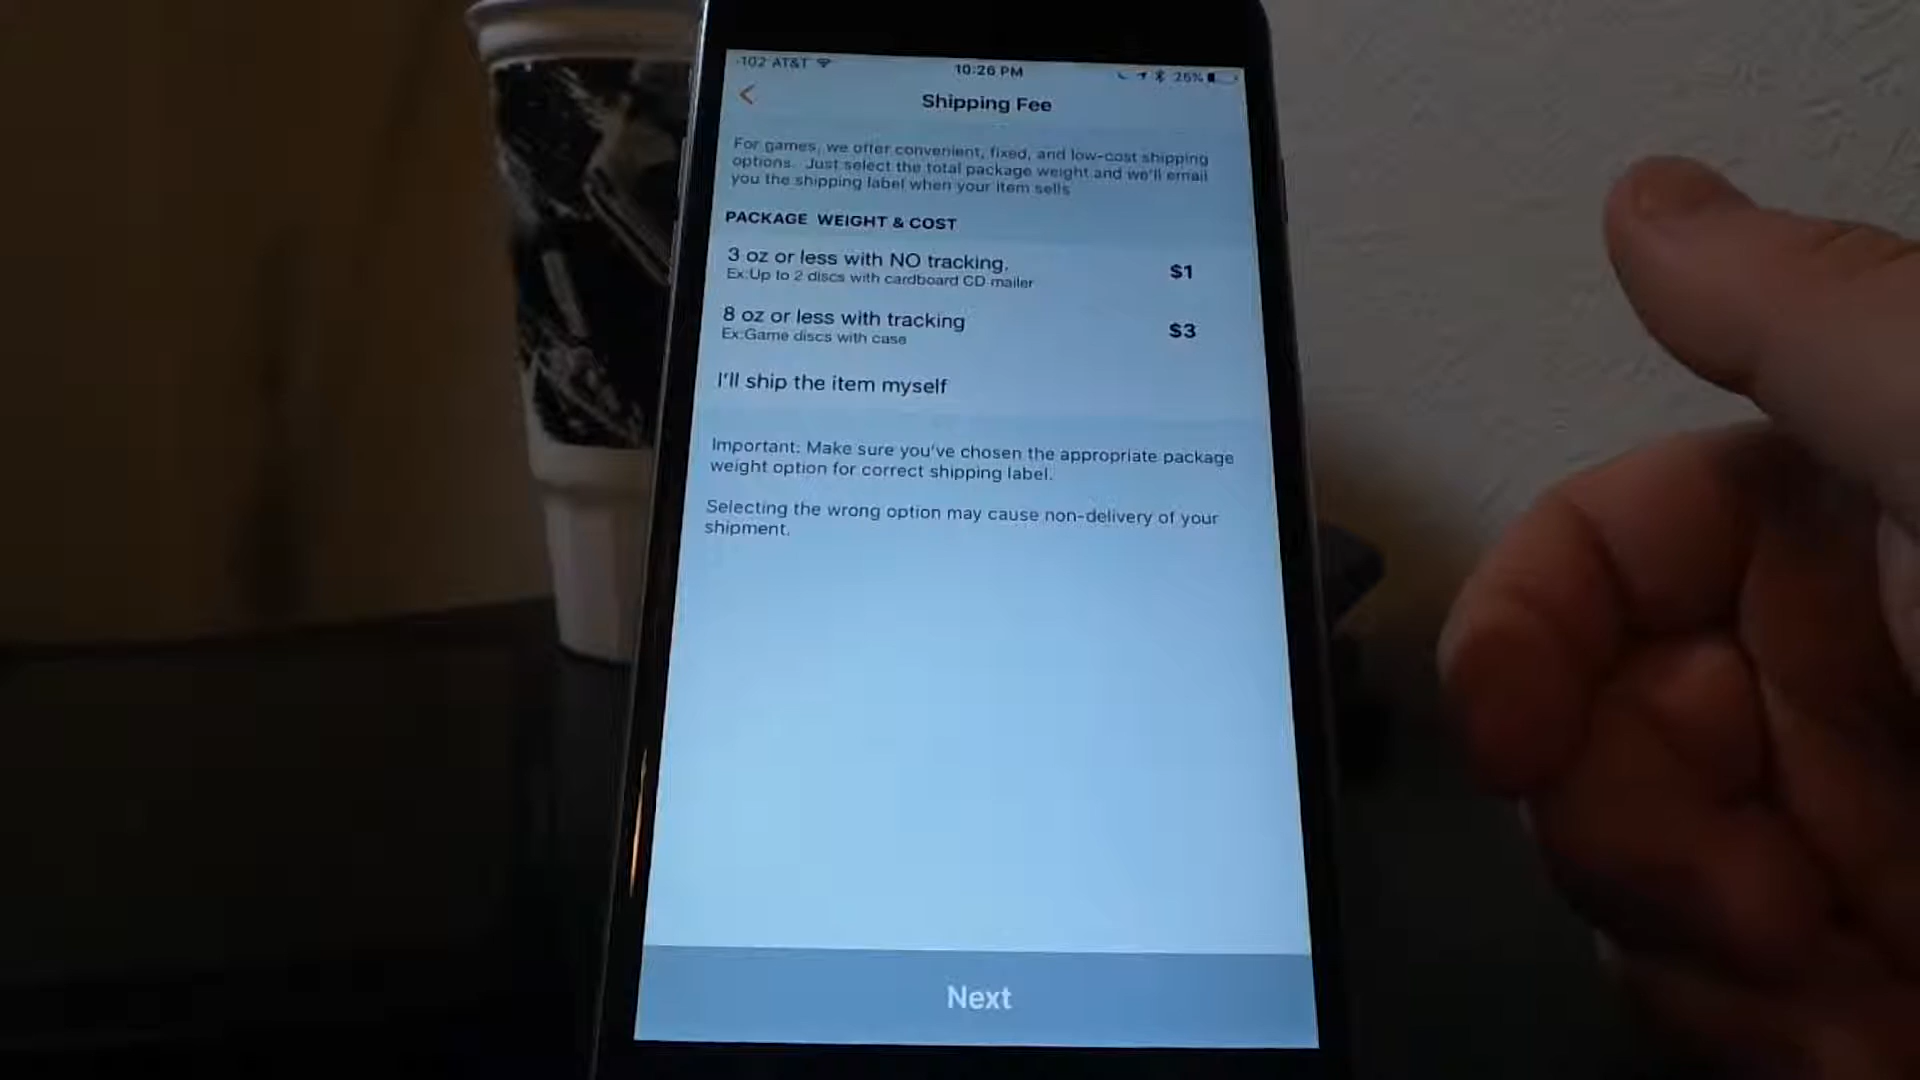 -102 AT&T 10:26 PM 26%
Shipping Fee
For games, we offer convenient, fixed, and low-cost shipping
options. Just select the total package weight and we'll email
you the shipping label when your item sells
PACKAGE WEIGHT & COST
3 oz or less with NO tracking, $1
Ex:Up to 2 discs with cardboard CD mailer
8 oz or less with tracking $3
Ex:Game discs with case
I'll ship the item myself
Important: Make sure you've chosen the appropriate package
weight option for correct shipping label.
Selecting the wrong option may cause non-delivery of your
shipment.
Next